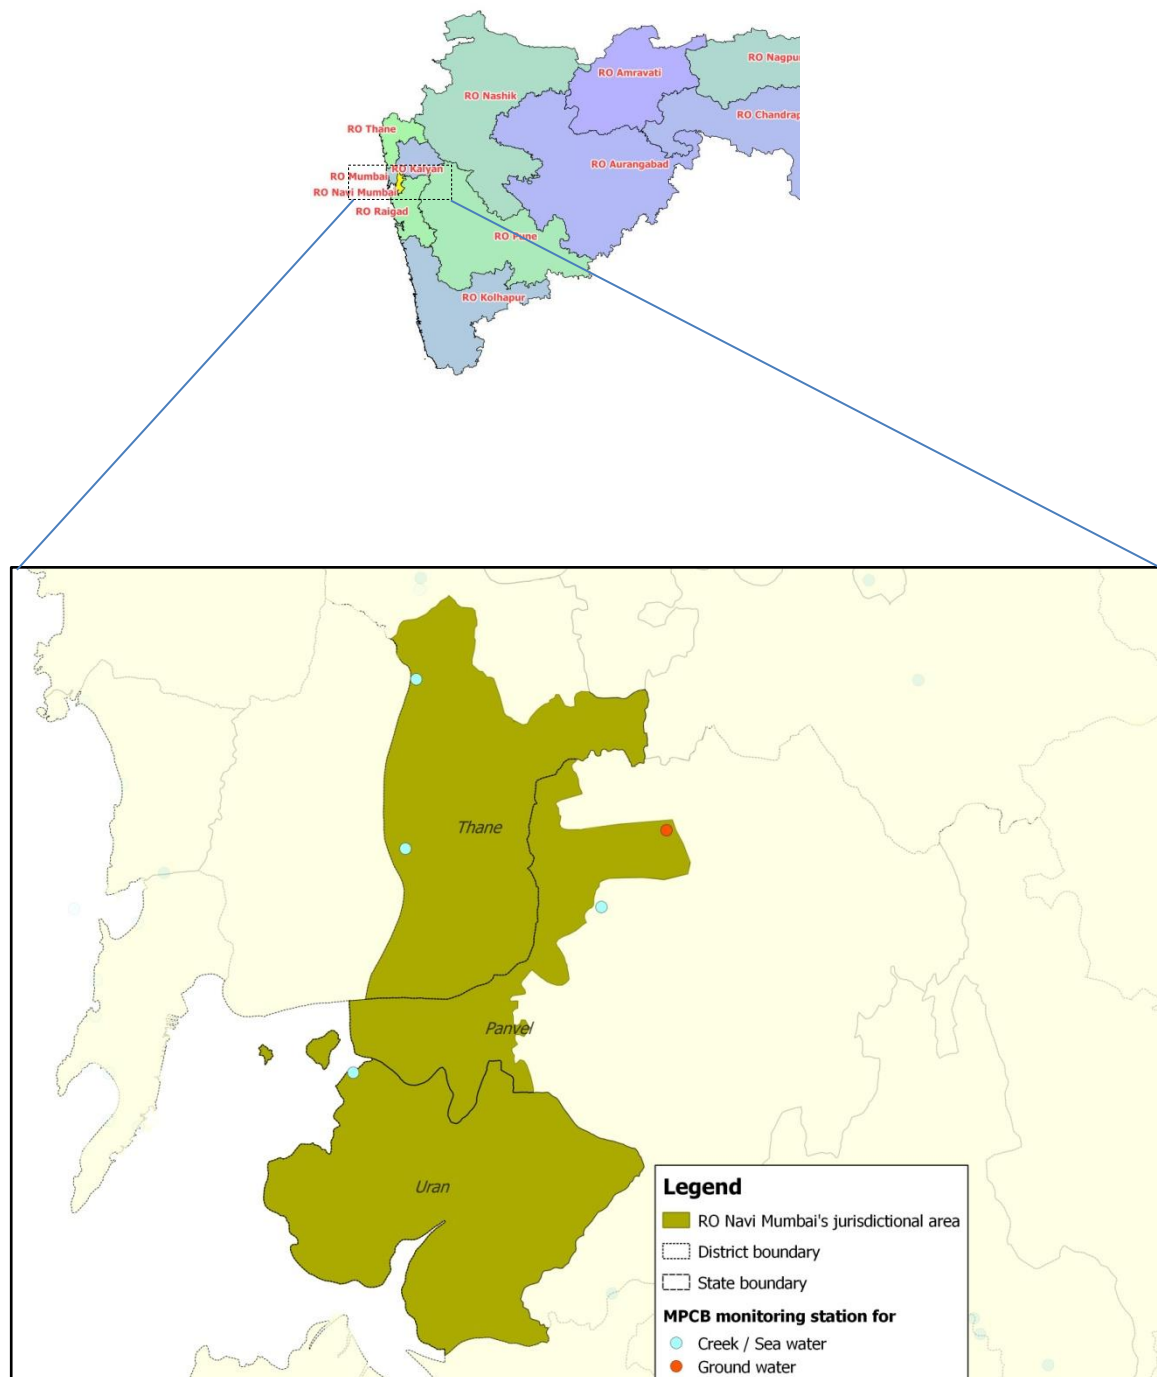 RO Nagpu
RO Amravati
RO Nashik
RO Chandrap
RO Thane
RO Aurangabad
RO Kalyan
RO Mumbai
RO Navi Mumbai
RO Raigad
RO Pune
RO Kolhapur
Thane
Panvel
Uran
Legend
RO Navi Mumbai's jurisdictional area
District boundary
State boundary
MPCB monitoring station for
Creek / Sea water
Ground water